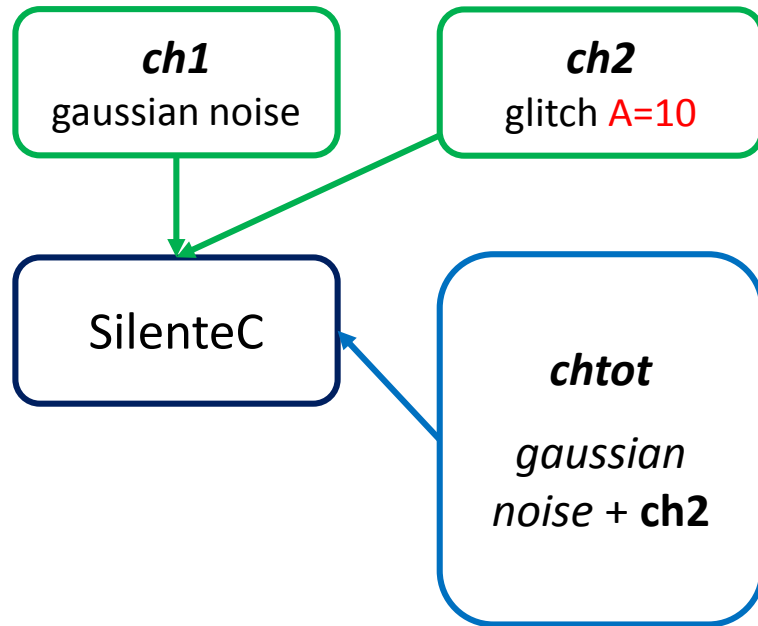 ch1
gaussian noise
ch2
glitch A=10
SilenteC
chtot
gaussian
noise + ch2